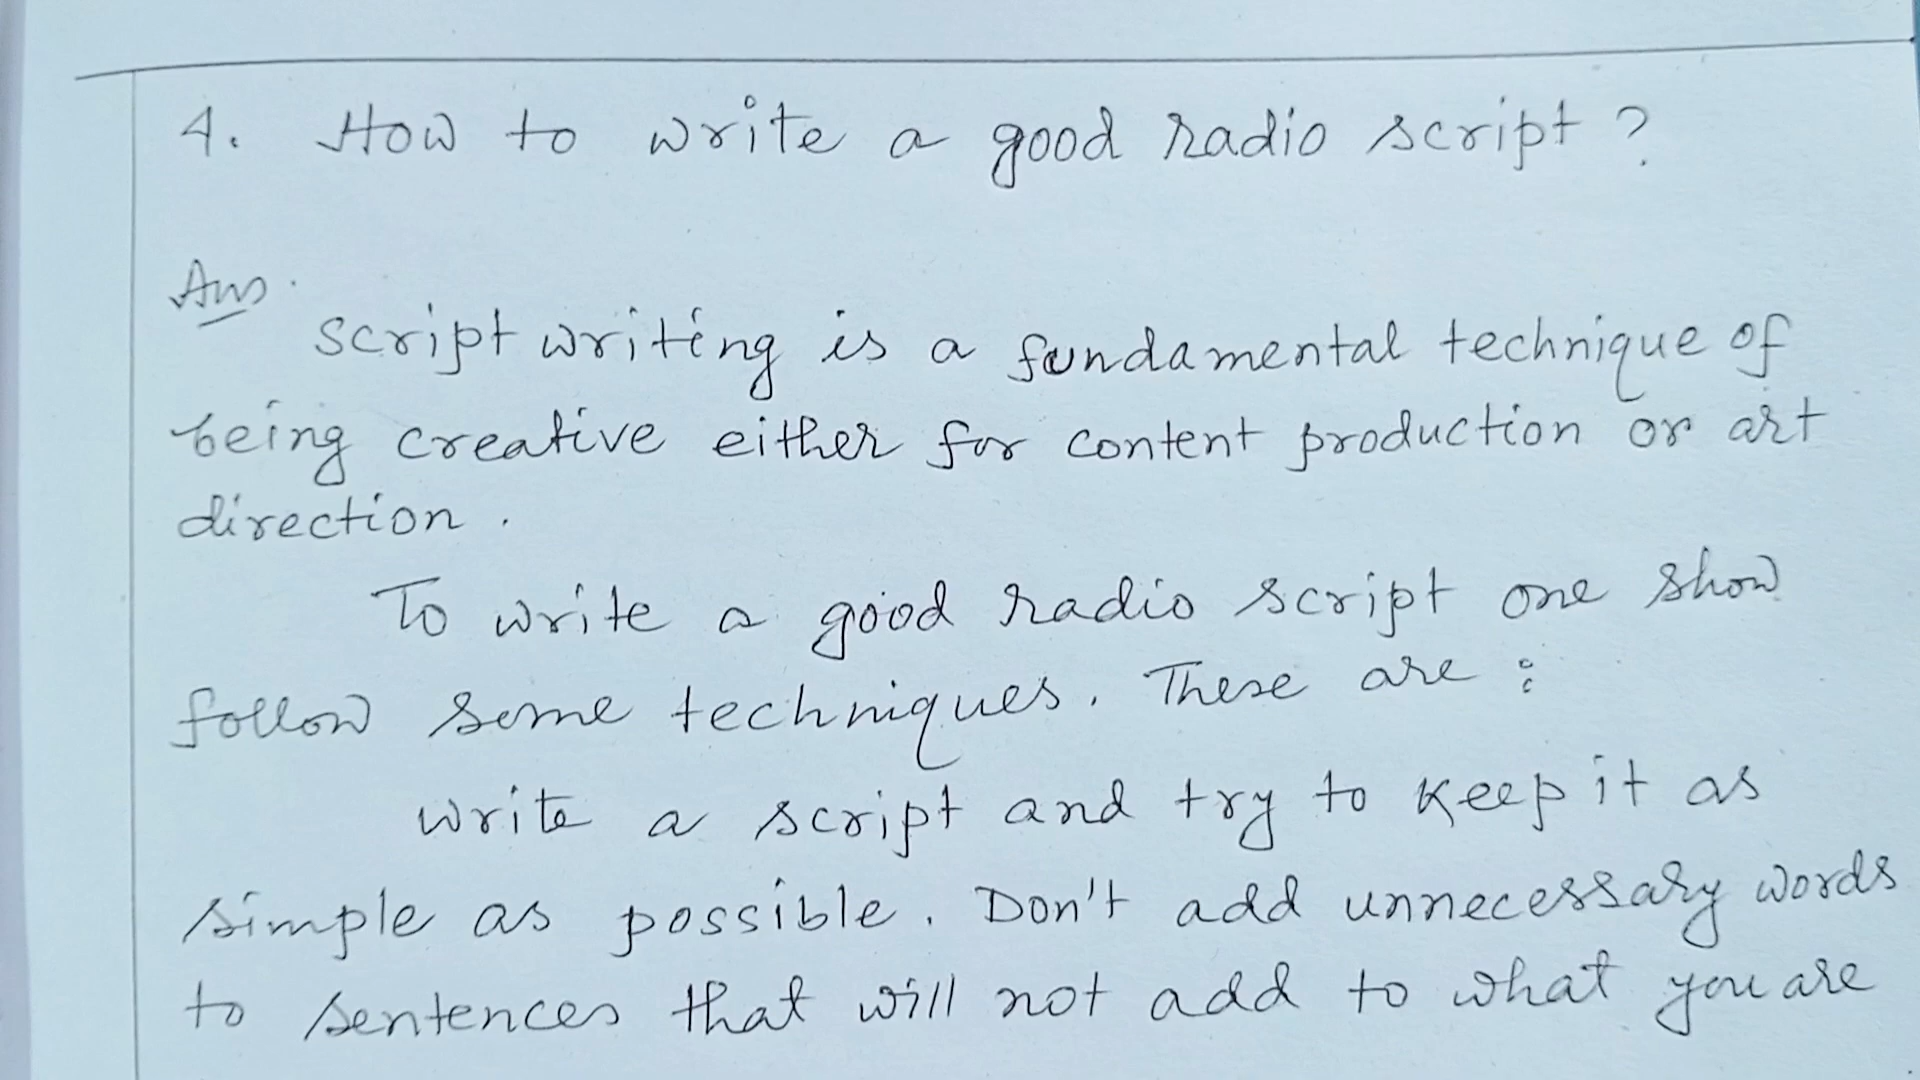 4. How to write a good radio script ?
Ans.
script writing is a fundamental technique of
being creative either for content production or art
direction .
To write a good radio script one show
follow some techniques. These are :
write a script and try to keep it as
simple as possible. Don't add unnecessary words
to sentences that will not add to what you are